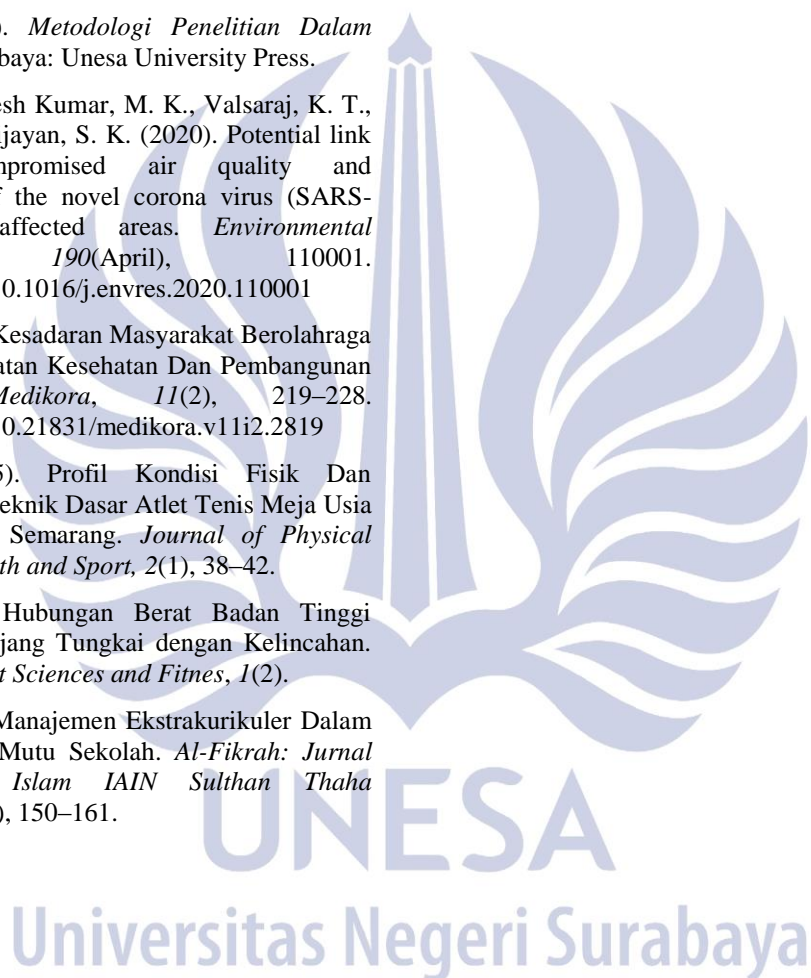 ). Metodologi Penelitian Dalam
baya: Unesa University Press.
esh Kumar, M. K., Valsaraj, K. T.,
ijayan, S. K. (2020). Potential link
mpromised air quality and
f the novel corona virus (SARS-
affected areas. Environmental
190(April), 110001.
0.1016/j.envres.2020.110001
Kesadaran Masyarakat Berolahraga
atan Kesehatan Dan Pembangunan
Medikora, 11(2), 219–228.
0.21831/medikora.v11i2.2819
5). Profil Kondisi Fisik Dan
eknik Dasar Atlet Tenis Meja Usia
Semarang. Journal of Physical
th and Sport, 2(1), 38–42.
Hubungan Berat Badan Tinggi
jang Tungkai dengan Kelincahan.
t Sciences and Fitnes, 1(2).
Manajemen Ekstrakurikuler Dalam
Mutu Sekolah. Al-Fikrah: Jurnal
Islam IAIN Sulthan Thaha
), 150–161.
UNESA
Universitas Negeri Surabaya